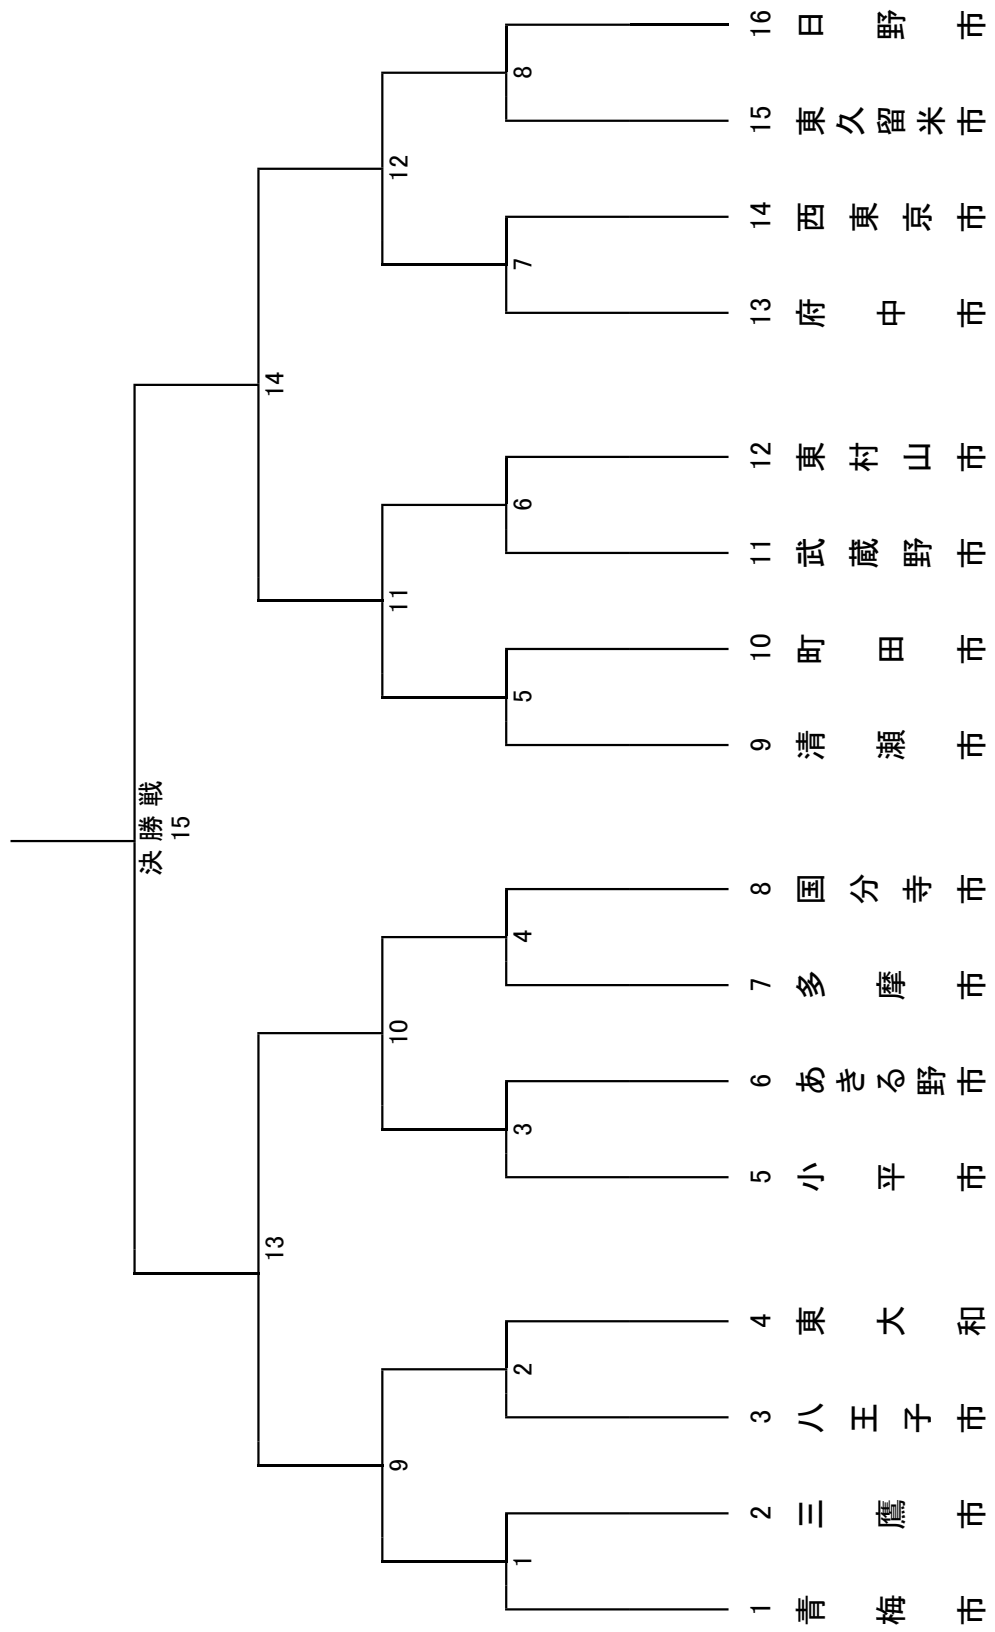 決勝戦
15
13
14
9
10
11
12
1
2
3
4
5
6
7
8
1 青梅市
2 三鷹市
3 八王子市
4 東大和
5 小平市
6 あきる野市
7 多摩市
8 国分寺市
9 清瀬市
10 町田市
11 武蔵野市
12 東村山市
13 府中市
14 西東京市
15 東久留米市
16 日野市